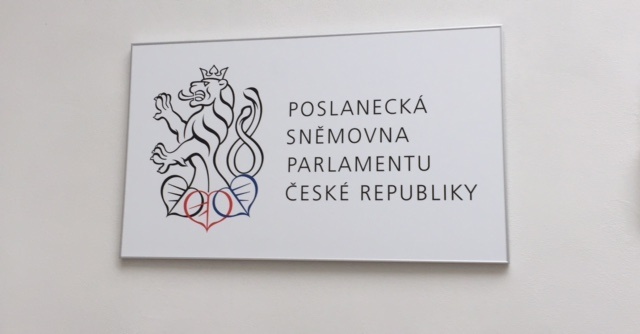 POSLANECKÁ
SNĚMOVNA
PARLAMENTU
ČESKÉ REPUBLIKY